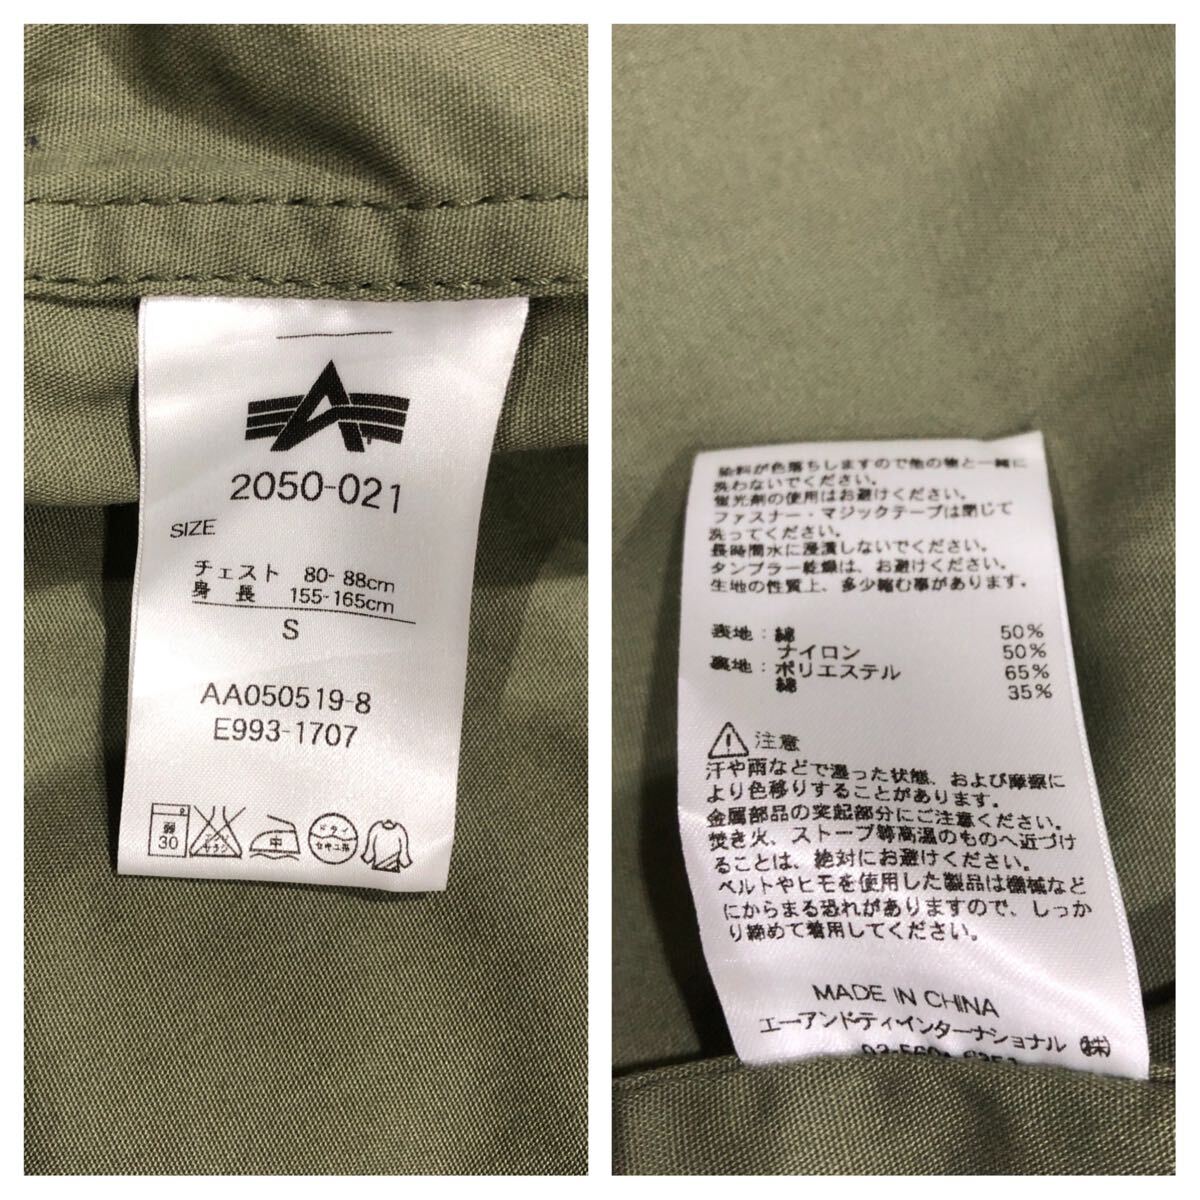 2050-021
SIZE
チェスト 80-88cm
身長 155-165cm
S
AA050519-8
E993-1707
弱
30
エンソ
サラシ
中
ドライ
セキユ系
染料が色落ちしますので他の物と一緒に
洗わないでください。
蛍光剤の使用はお避けください。
ファスナー・マジックテープは閉じて
洗ってください。
長時間水に浸漬しないでください。
タンブラー乾燥は、お避けください。
生地の性質上、多少縮む事があります。
表地：綿 50%
ナイロン 50%
裏地：ポリエステル 65%
綿 35%
注意
汗や雨などで湿った状態、および摩擦に
より色移りすることがあります。
金属部品の突起部分にご注意ください。
焚き火、ストーブ等高温のものへ近づけ
ることは、絶対にお避けください。
ベルトやヒモを使用した製品は機械など
にからまる恐れがありますので、しっか
り締めて着用してください。
MADE IN CHINA
エーアンドティインターナショナル ㈱